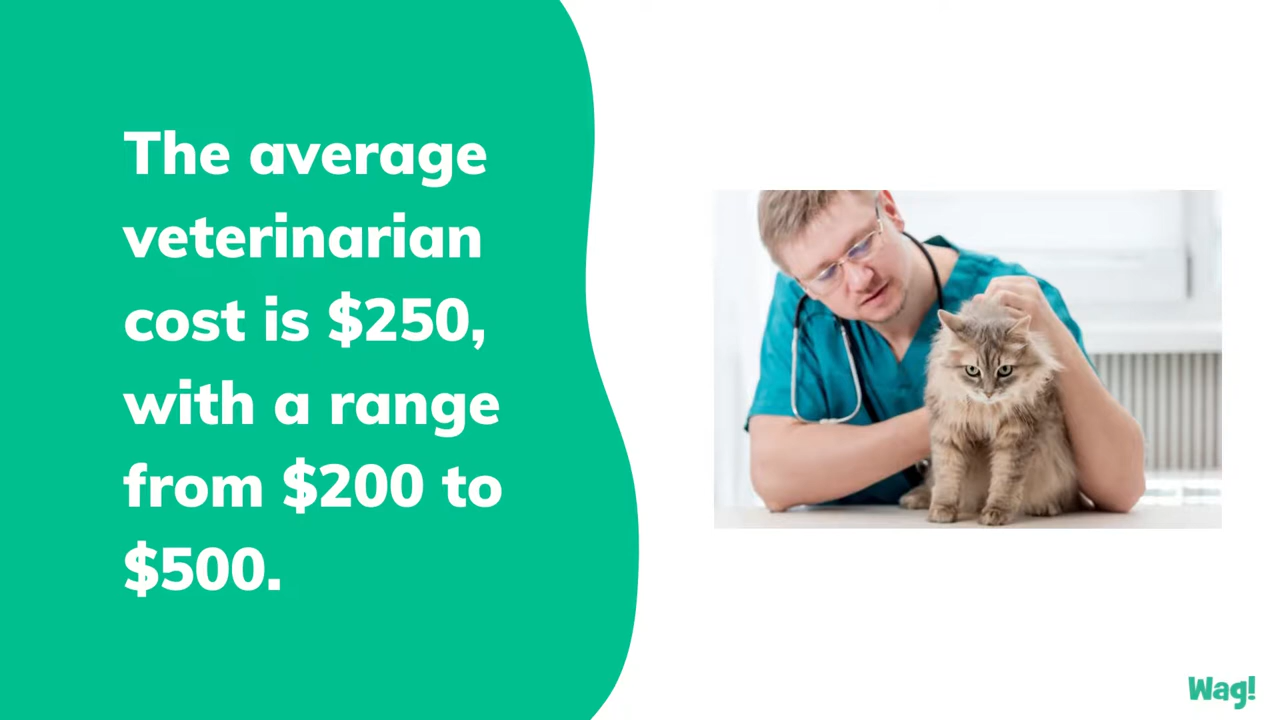 The average
veterinarian
cost is $250,
with a range
from $200 to
$500.
Wag!